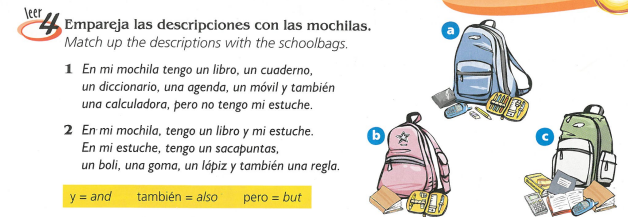 leer
4 Empareja las descripciones con las mochilas.
Match up the descriptions with the schoolbags.
1 En mi mochila tengo un libro, un cuaderno,
un diccionario, una agenda, un móvil y también
una calculadora, pero no tengo mi estuche.
2 En mi mochila, tengo un libro y mi estuche.
En mi estuche, tengo un sacapuntas,
un boli, una goma, un lápiz y también una regla.
y = and también = also pero = but
a
b
c